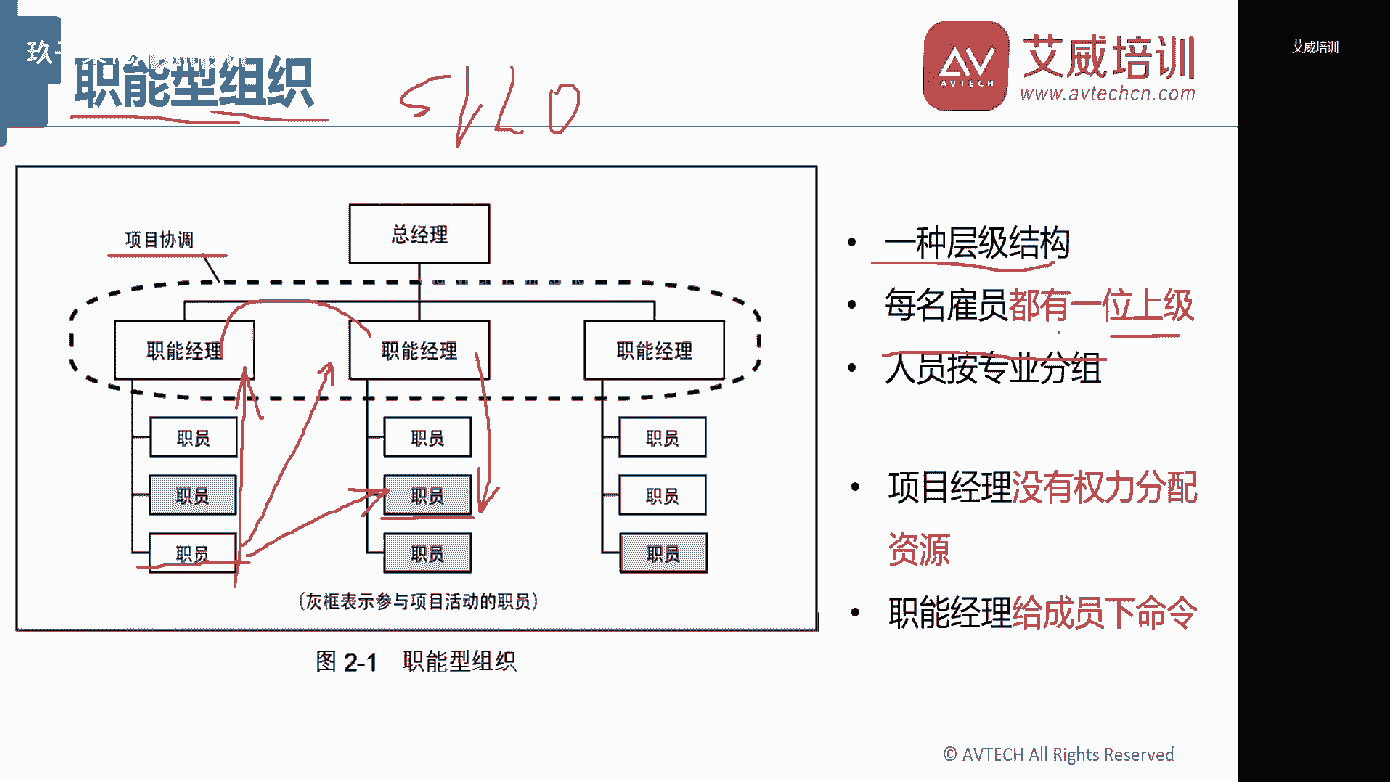 职能型组织
SILO
AV
AVTECH
艾威培训
www.avtechcn.com
艾威培训
项目协调
总经理
职能经理 职能经理 职能经理
职员 职员 职员
职员 职员 职员
职员 职员 职员
(灰框表示参与项目活动的职员)
图 2-1 职能型组织
• 一种层级结构
• 每名雇员都有一位上级
• 人员按专业分组
• 项目经理没有权力分配
资源
• 职能经理给成员下命令
© AVTECH All Rights Reserved